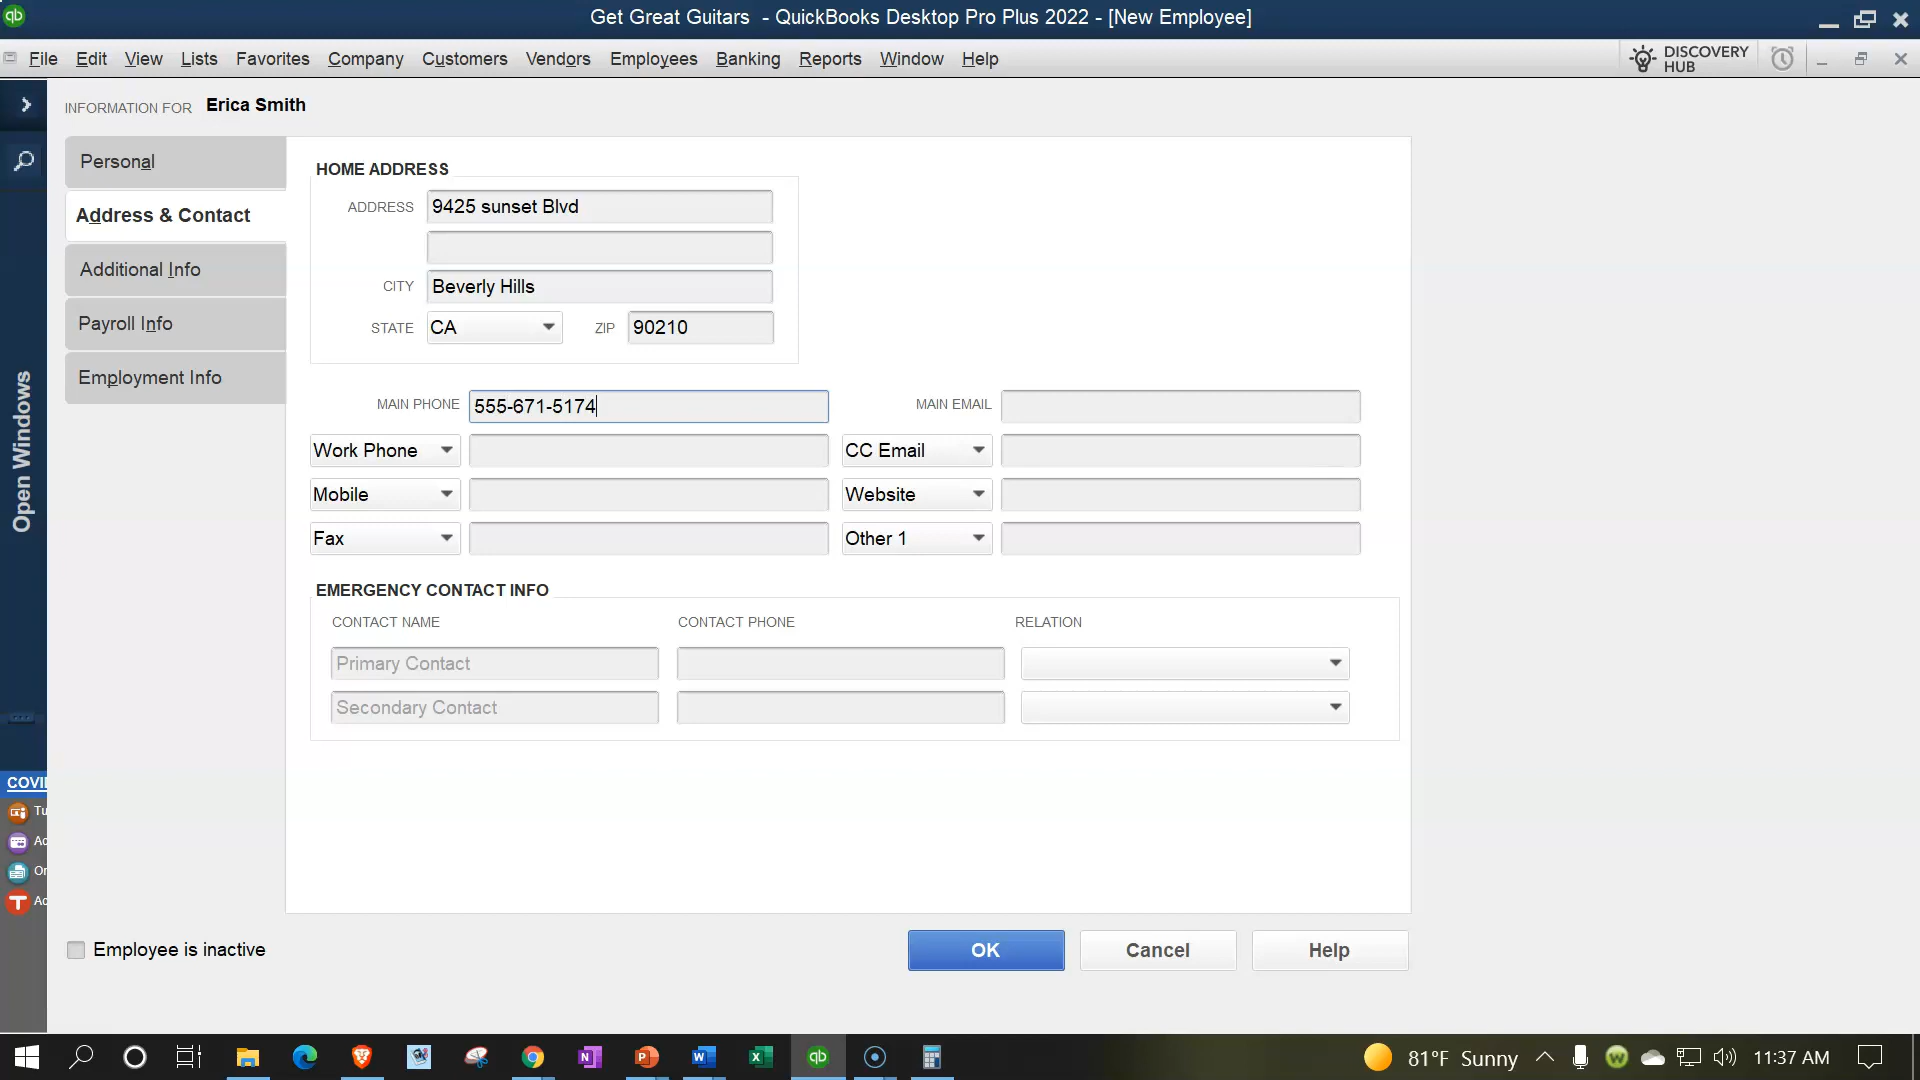 Get Great Guitars - QuickBooks Desktop Pro Plus 2022 - [New Employee]
File Edit View Lists Favorites Company Customers Vendors Employees Banking Reports Window Help
DISCOVERY
HUB
INFORMATION FOR Erica Smith
Personal
Address & Contact
Additional Info
Payroll Info
Employment Info
HOME ADDRESS
ADDRESS 9425 sunset Blvd
CITY Beverly Hills
STATE CA ZIP 90210
MAIN PHONE 555-671-5174 MAIN EMAIL
Work Phone CC Email
Mobile Website
Fax Other 1
EMERGENCY CONTACT INFO
CONTACT NAME CONTACT PHONE RELATION
Primary Contact
Secondary Contact
Open Windows
COVI
Tu
Ac
Or
Ac
Employee is inactive
OK Cancel Help
81°F Sunny 11:37 AM